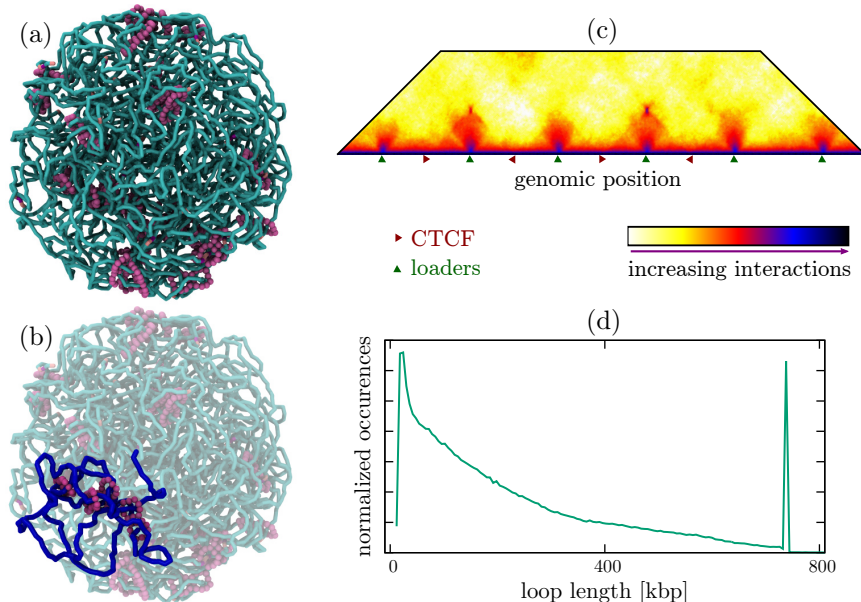 (a)
(c)
genomic position
CTCF
loaders
increasing interactions
(b)
(d)
normalized occurences
0
400
800
loop length [kbp]